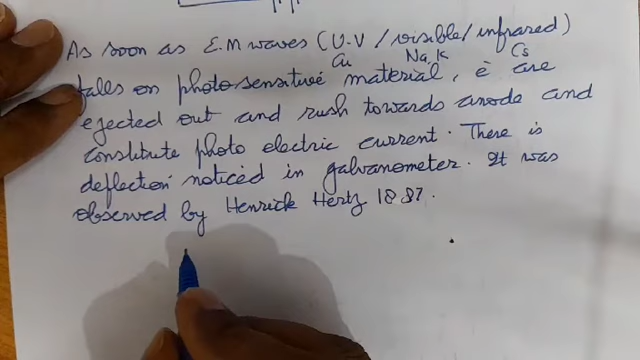 As soon as E.M waves (U.V / visible / infrared)
Cu Na, K Cs
falls on photosensitive material, ē are
ejected out and rush towards anode and
constitute photo electric current. There is
deflection noticed in galvanometer. It was
observed by Henrick Hertz 1887.